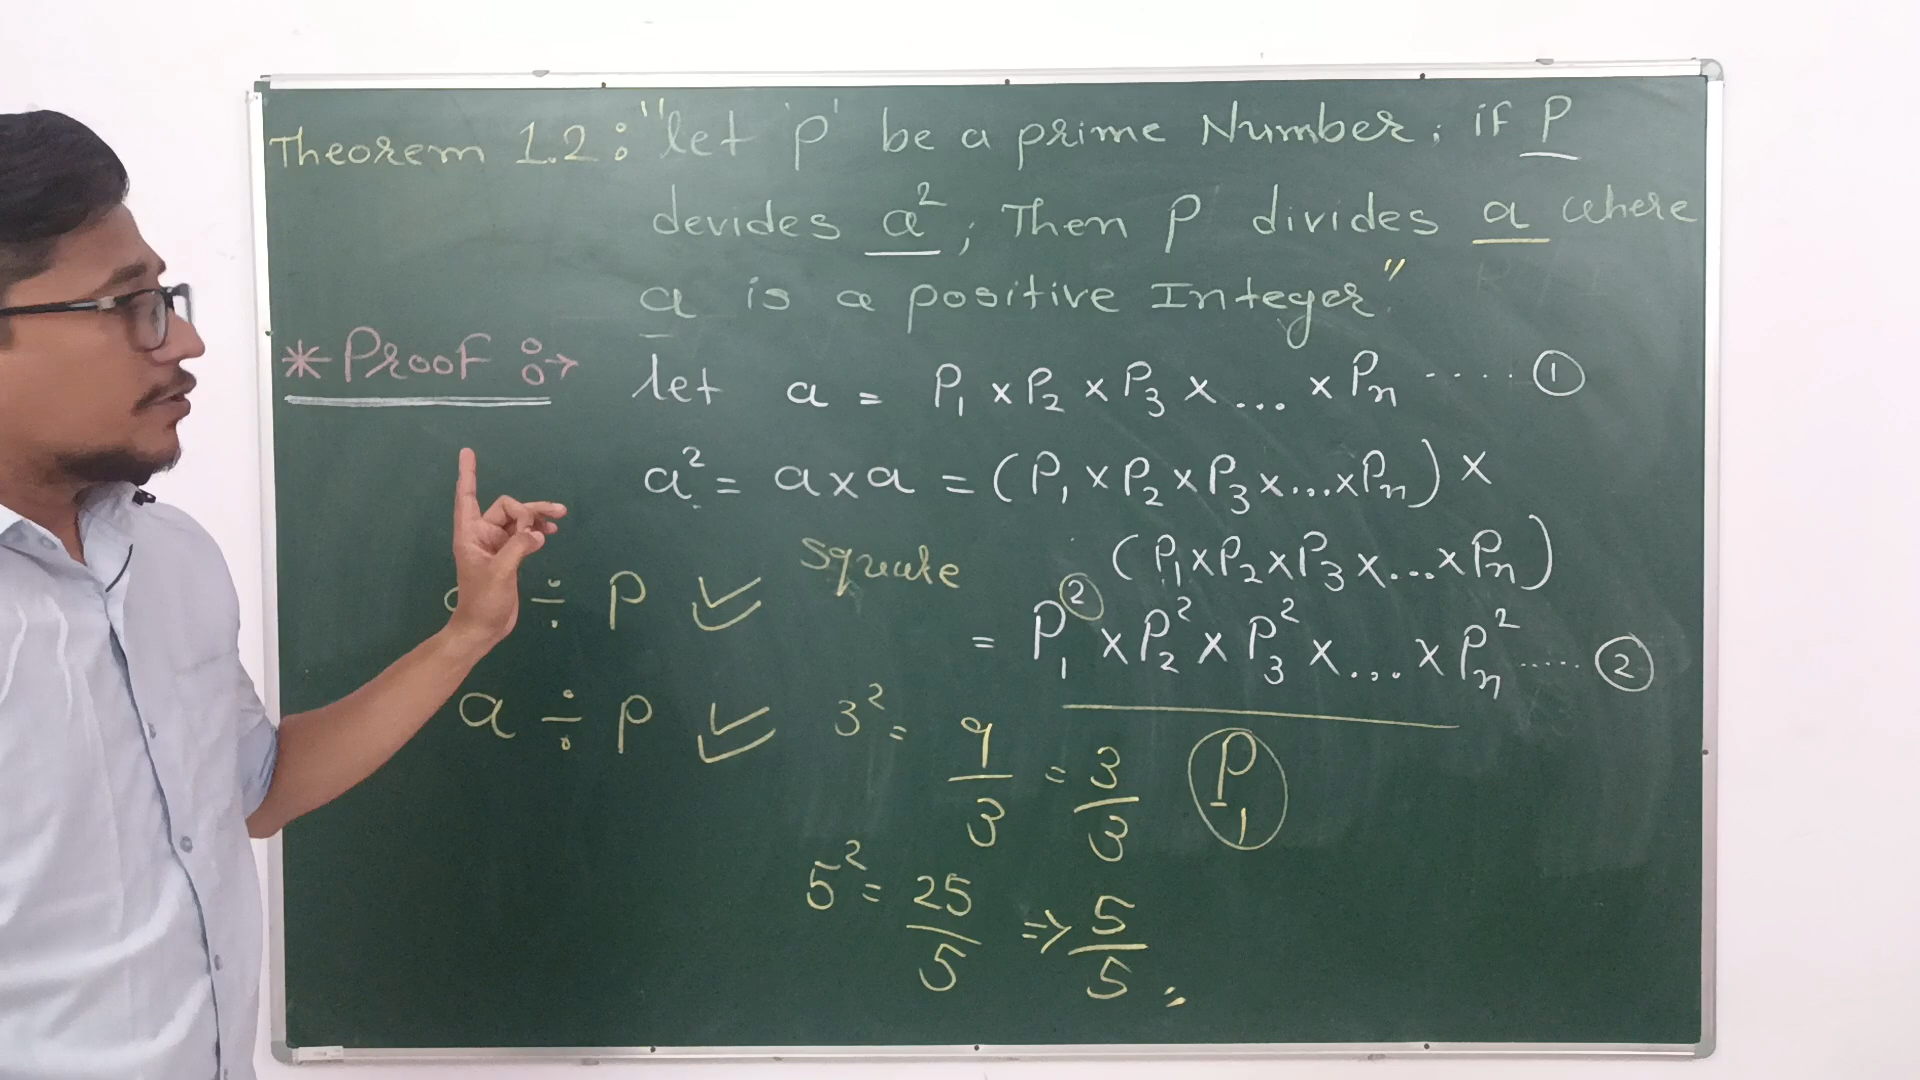 Theorem 1.2 : "let 'p' be a prime Number; if P
devides a²; Then p divides a where
a is a positive Integer"
* Proof :→ let a = P₁ × P₂ × P₃ × ... × Pₙ ..... ①
a² = a × a = (P₁ × P₂ × P₃ × ... × Pₙ) ×
(P₁ × P₂ × P₃ × ... × Pₙ)
÷ P square
= P₁² × P₂² × P₃² × ... × Pₙ² ..... ②
a ÷ p 3² = 9/3 = 3/3 P₁
5² = 25/5 ⇒ 5/5